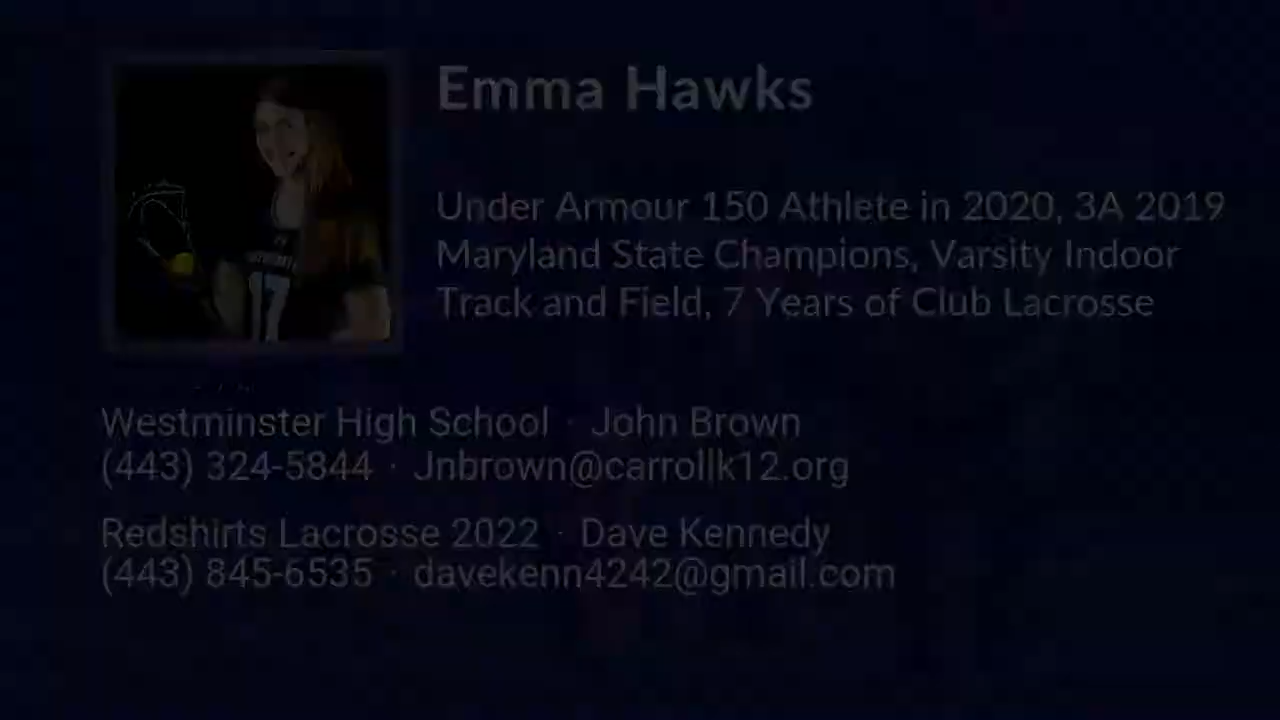 Emma Hawks
Under Armour 150 Athlete in 2020, 3A 2019
Maryland State Champions, Varsity Indoor
Track and Field, 7 Years of Club Lacrosse
17
Westminster High School · John Brown
(443) 324-5844 · Jnbrown@carrollk12.org
Redshirts Lacrosse 2022 · Dave Kennedy
(443) 845-6535 · davekenn4242@gmail.com